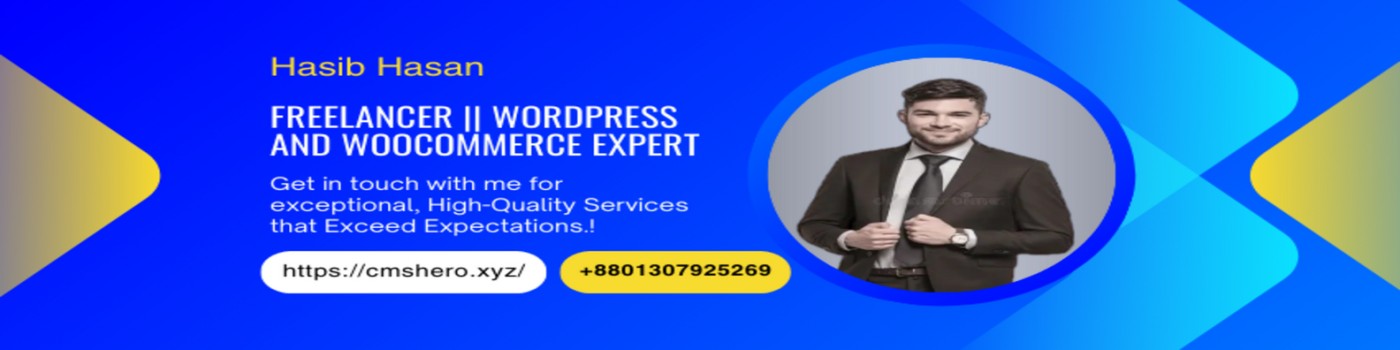 Hasib Hasan
FREELANCER || WORDPRESS
AND WOOCOMMERCE EXPERT
Get in touch with me for
exceptional, High-Quality Services
that Exceed Expectations.!
https://cmshero.xyz/
+8801307925269